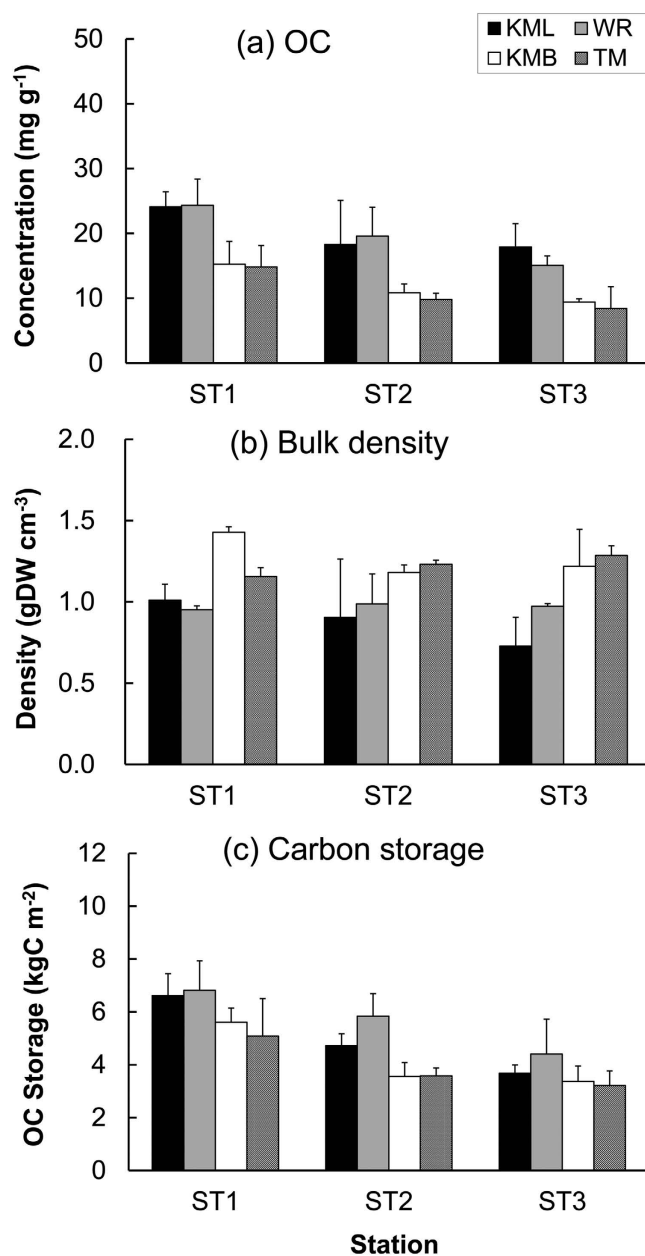 (a) OC
KML WR
KMB TM
Concentration (mg g⁻¹)
50
40
30
20
10
0
ST1 ST2 ST3
(b) Bulk density
Density (gDW cm⁻³)
2.0
1.5
1.0
0.5
0.0
ST1 ST2 ST3
(c) Carbon storage
OC Storage (kgC m⁻²)
12
10
8
6
4
2
0
ST1 ST2 ST3
Station